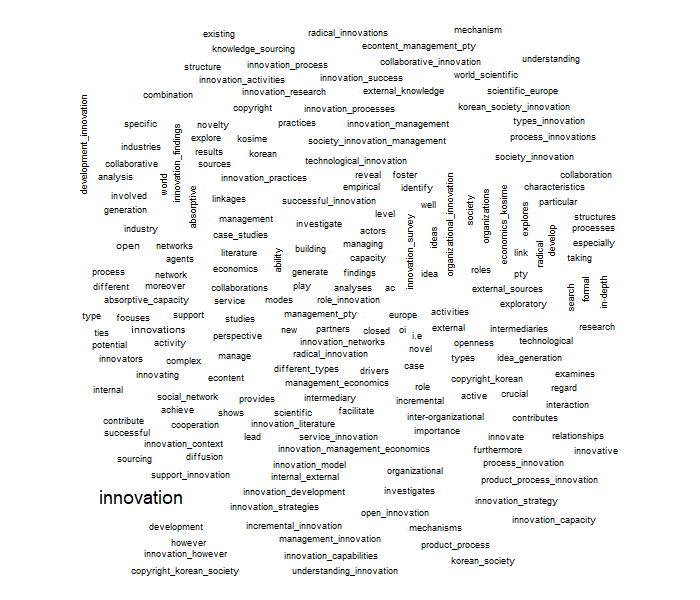 existing
radical_innovations
mechanism
knowledge_sourcing
econtent_management_pty
structure
innovation_process
collaborative_innovation
understanding
innovation_activities
innovation_success
world_scientific
combination
innovation_research
external_knowledge
scientific_europe
development_innovation
copyright
innovation_processes
korean_society_innovation
specific
novelty
practices
innovation_management
types_innovation
innovation_findings
explore
kosime
society_innovation_management
process_innovations
industries
results
korean
collaborative
sources
technological_innovation
society_innovation
analysis
world
innovation_practices
reveal
foster
collaboration
absorptive
empirical
identify
characteristics
involved
linkages
successful_innovation
well
organizational_innovation
society
organizations
economics_kosime
particular
generation
management
investigate
level
innovation_survey
ideas
explores
structures
industry
case_studies
actors
link
radical
develop
processes
open
networks
literature
ability
building
managing
especially
agents
capacity
taking
process
network
economics
generate
findings
idea
roles
pty
different
moreover
collaborations
play
analyses
ac
external_sources
search
formal
in-depth
absorptive_capacity
service
modes
role_innovation
exploratory
type
focuses
support
studies
management_pty
europe
activities
ties
innovations
new
partners
closed
oi
i.e
external
intermediaries
research
potential
activity
perspective
innovation_networks
novel
openness
technological
innovators
complex
manage
radical_innovation
case
types
idea_generation
innovating
econtent
different_types
drivers
copyright_korean
examines
internal
management_economics
role
active
crucial
regard
social_network
provides
intermediary
incremental
interaction
achieve
shows
scientific
facilitate
inter-organizational
contributes
contribute
cooperation
innovation_literature
importance
successful
lead
service_innovation
innovate
relationships
innovation_context
innovation_management_economics
furthermore
innovative
sourcing
diffusion
innovation_model
process_innovation
support_innovation
internal_external
organizational
product_process_innovation
innovation
innovation_development
investigates
innovation_strategies
innovation_strategy
open_innovation
development
incremental_innovation
mechanisms
innovation_capacity
however
management_innovation
product_process
innovation_however
innovation_capabilities
korean_society
copyright_korean_society
understanding_innovation